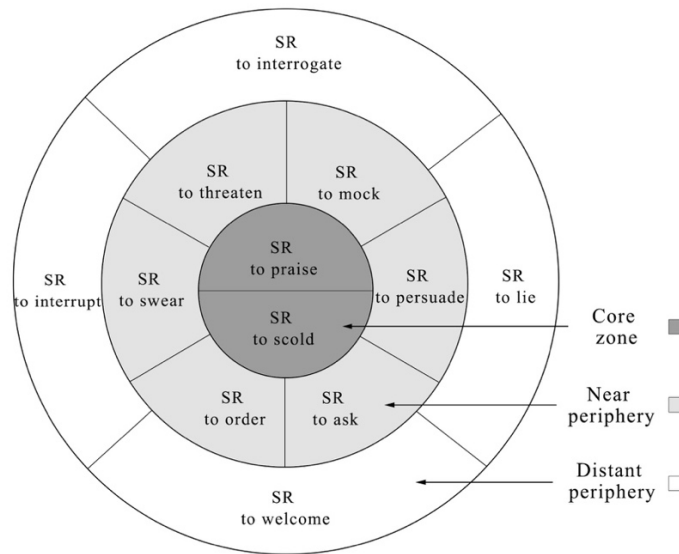 SR
to interrogate
SR
to threaten
SR
to mock
SR
to praise
SR
to interrupt
SR
to swear
SR
to persuade
SR
to lie
SR
to scold
Core
zone
SR
to order
SR
to ask
Near
periphery
SR
to welcome
Distant
periphery